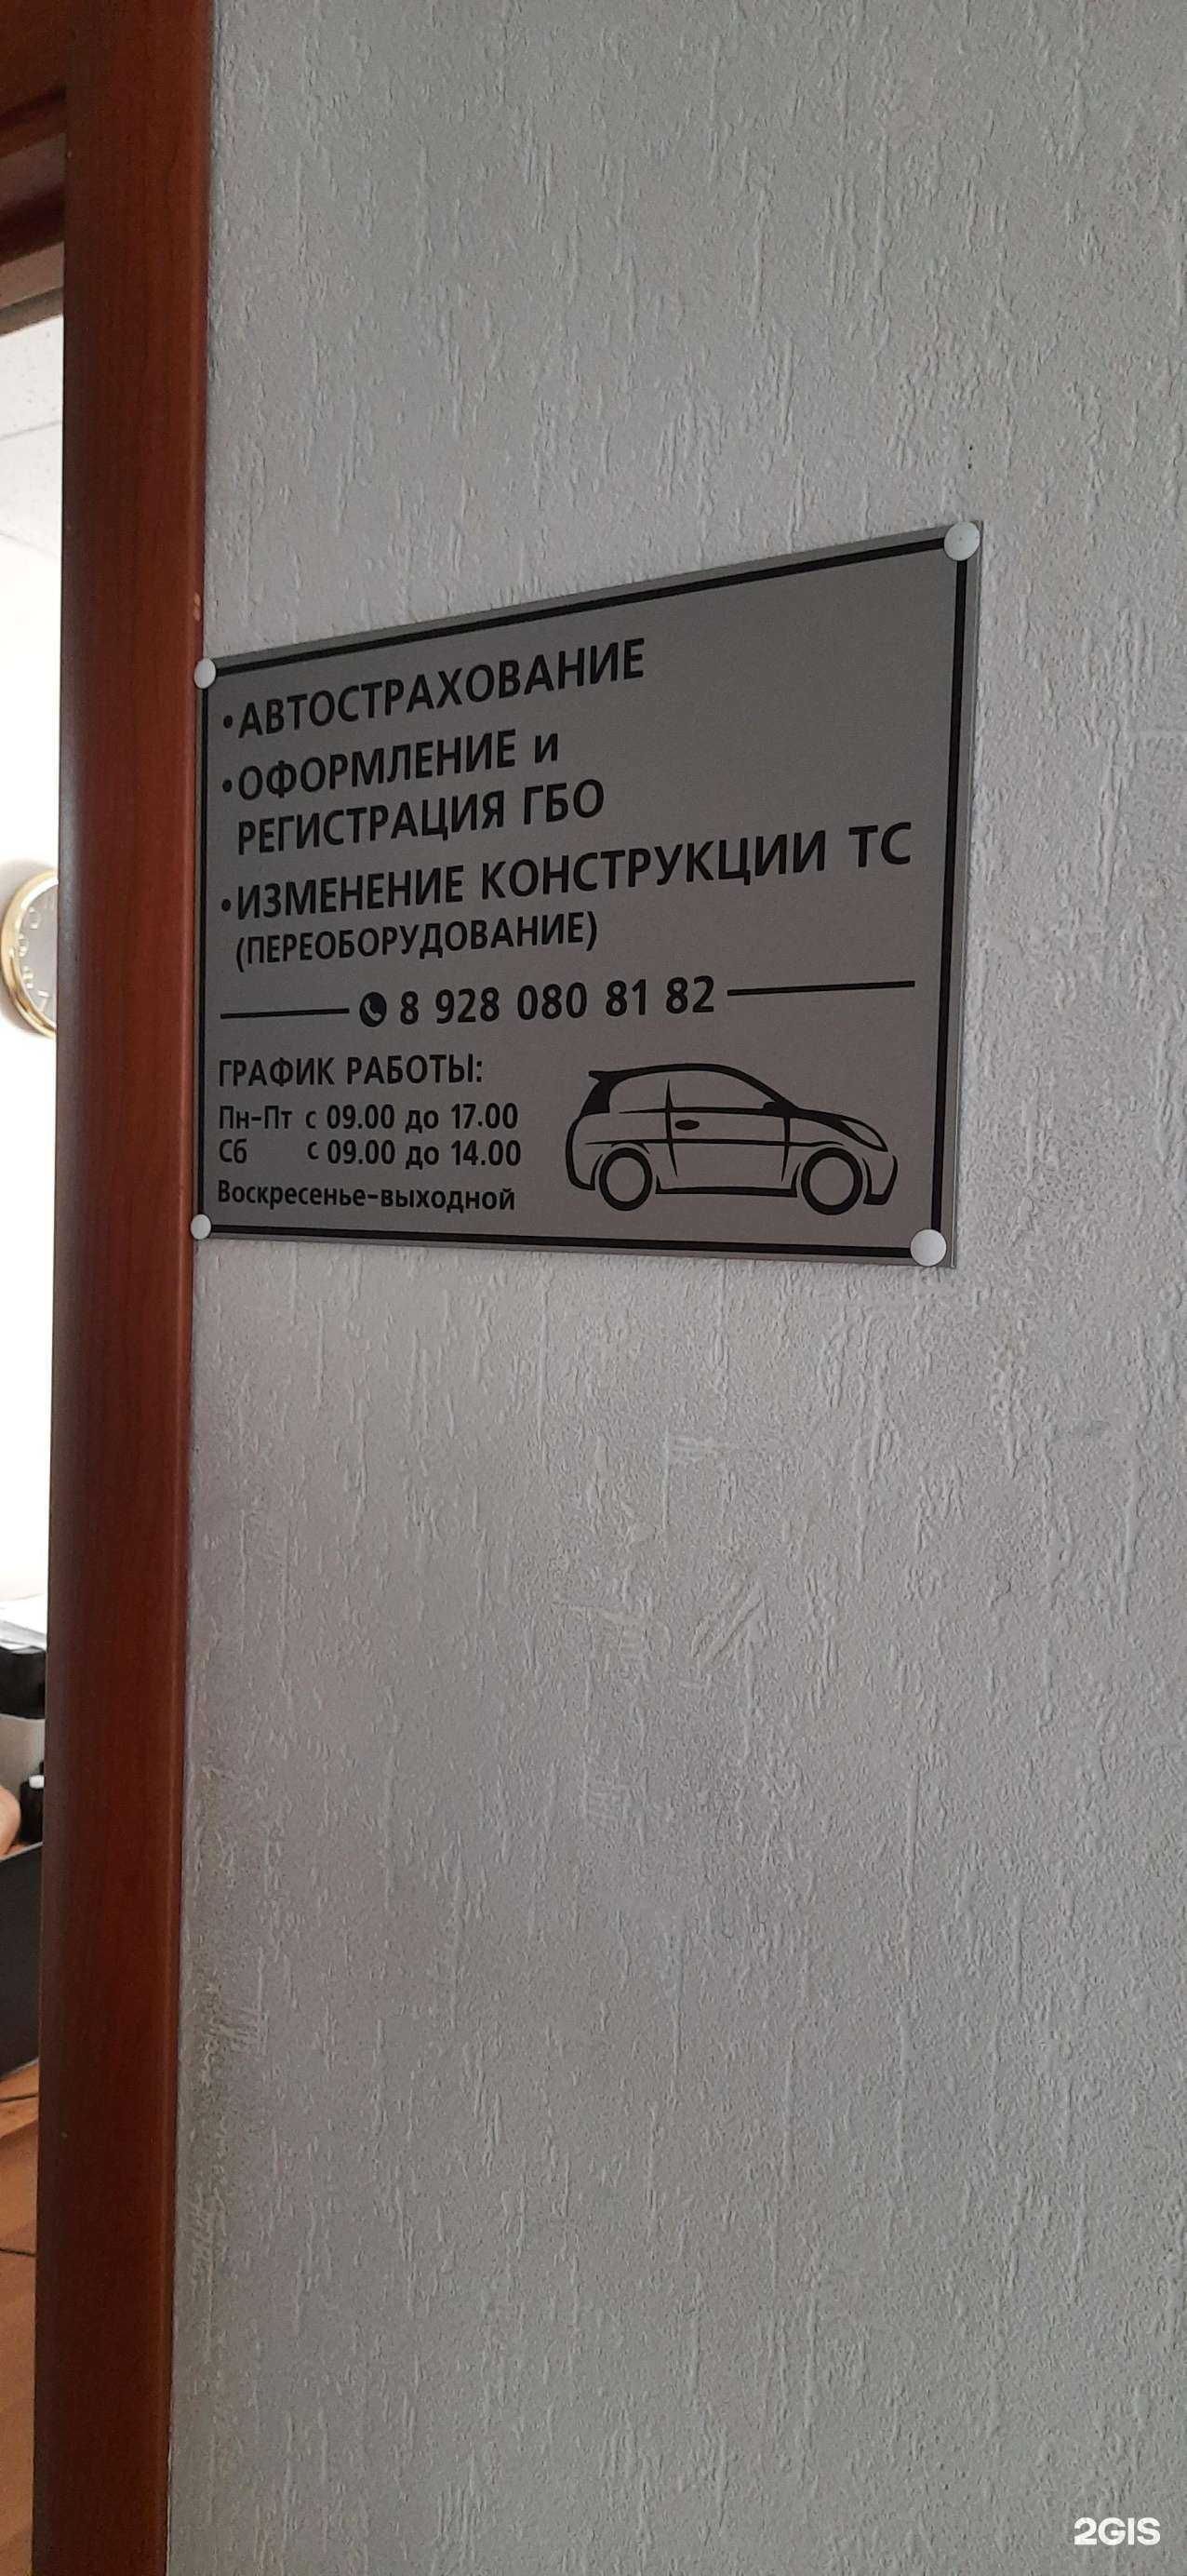 •АВТОСТРАХОВАНИЕ
•ОФОРМЛЕНИЕ и
РЕГИСТРАЦИЯ ГБО
•ИЗМЕНЕНИЕ КОНСТРУКЦИИ ТС
(ПЕРЕОБОРУДОВАНИЕ)
8 928 080 81 82
ГРАФИК РАБОТЫ:
Пн-Пт с 09.00 до 17.00
Сб с 09.00 до 14.00
Воскресенье-выходной
2GIS